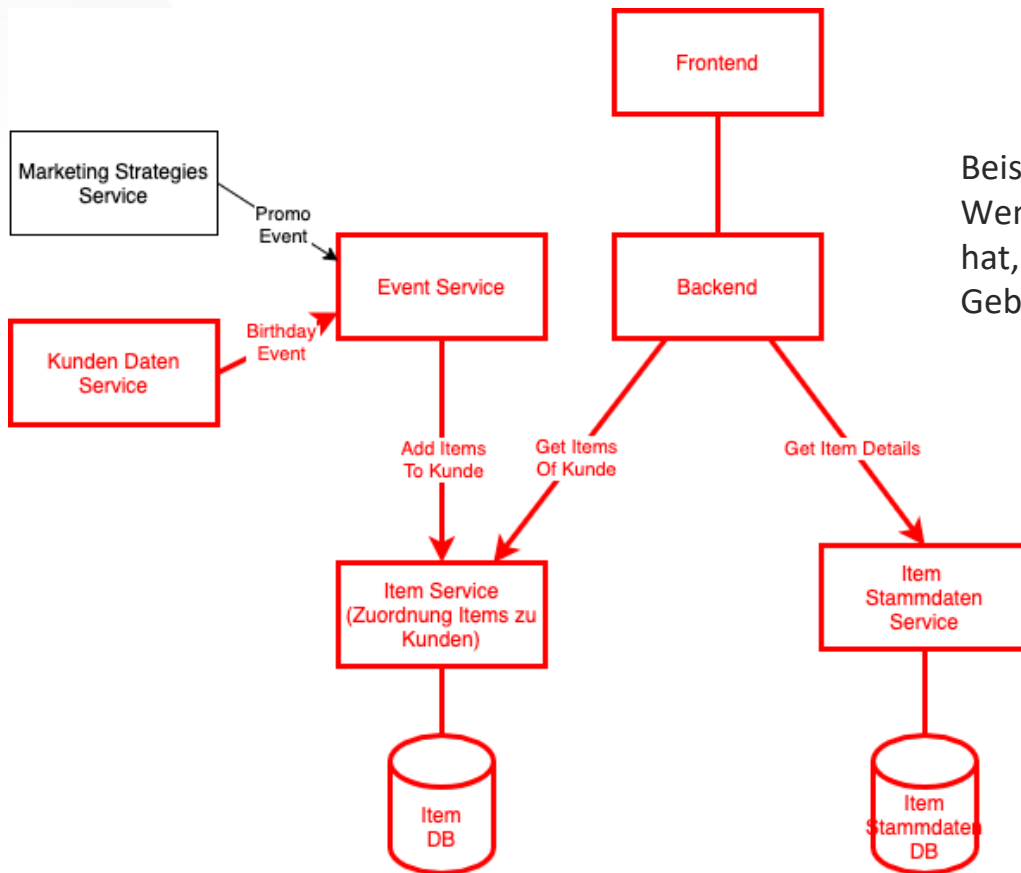 Frontend
Marketing Strategies
Service
Promo
Event
Event Service
Backend
Kunden Daten
Service
Birthday
Event
Add Items
To Kunde
Get Items
Of Kunde
Get Item Details
Item Service
(Zuordnung Items zu
Kunden)
Item
Stammdaten
Service
Item
DB
Item
Stammdaten
DB
Beis
Wer
hat,
Geb